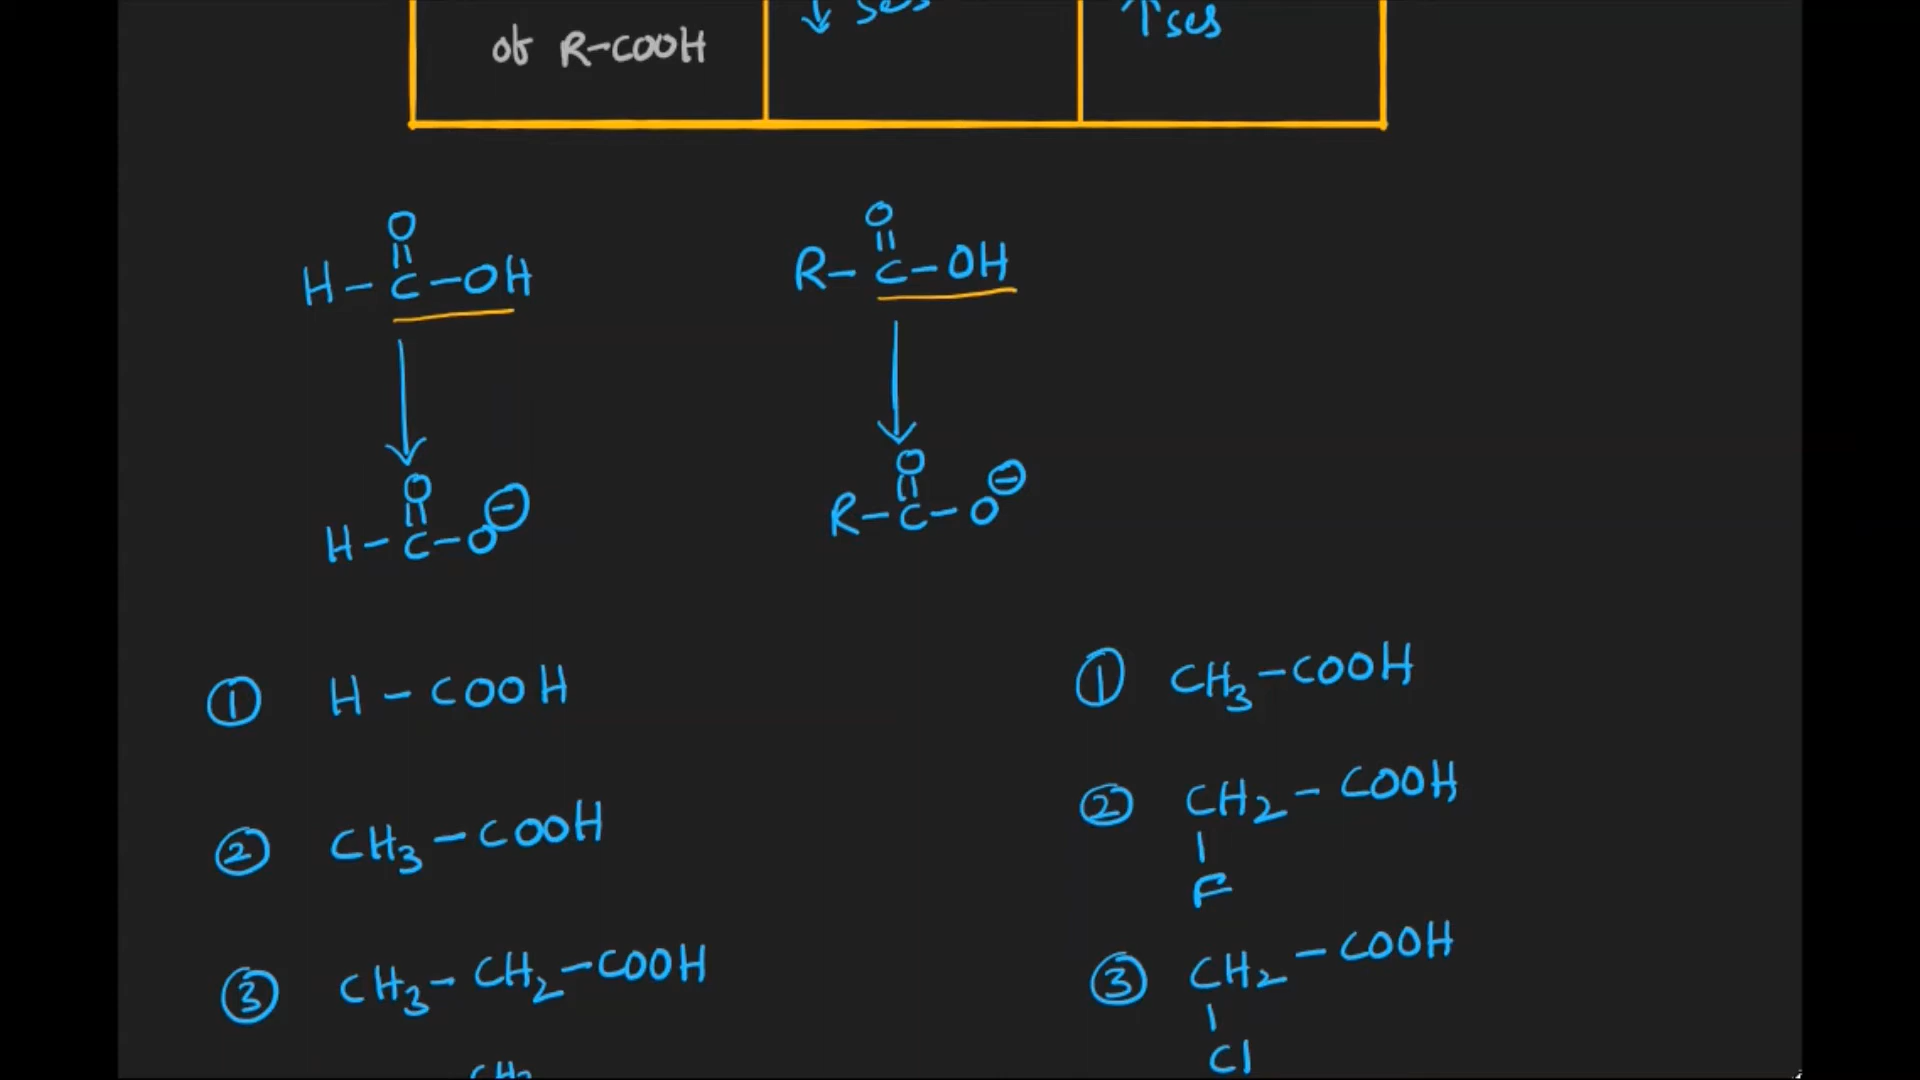 ↓ ses
↑ses
of R-COOH
O
||
H-C-OH
O
||
R-C-OH
O
||
H-C-O⊖
O
||
R-C-O⊖
① H-COOH
② CH₃-COOH
③ CH₃-CH₂-COOH
CH₃
① CH₃-COOH
② CH₂-COOH
|
F
③ CH₂-COOH
|
Cl